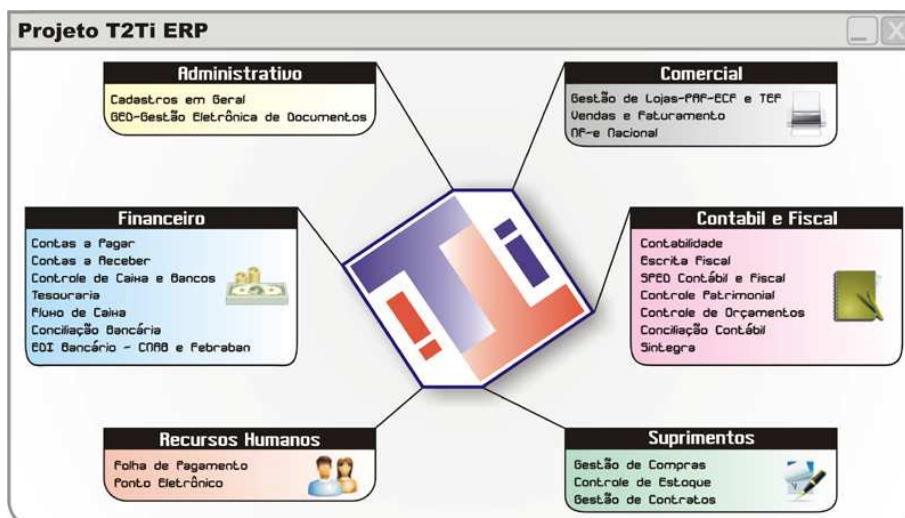 Projeto T2Ti ERP
Administrativo
Cadastros em Geral
GED-Gestão Eletrônica de Documentos
Comercial
Gestão de Lojas-PAF-ECF e TEF
Vendas e Faturamento
NF-e Nacional
Financeiro
Contas a Pagar
Contas a Receber
Controle de Caixa e Bancos
Tesouraria
Fluxo de Caixa
Conciliação Bancária
EDI Bancário - CNAB e Febraban
Contabil e Fiscal
Contabilidade
Escrita Fiscal
SPED Contábil e Fiscal
Controle Patrimonial
Controle de Orçamentos
Conciliação Contábil
Sintegra
Recursos Humanos
Folha de Pagamento
Ponto Eletrônico
Suprimentos
Gestão de Compras
Controle de Estoque
Gestão de Contratos